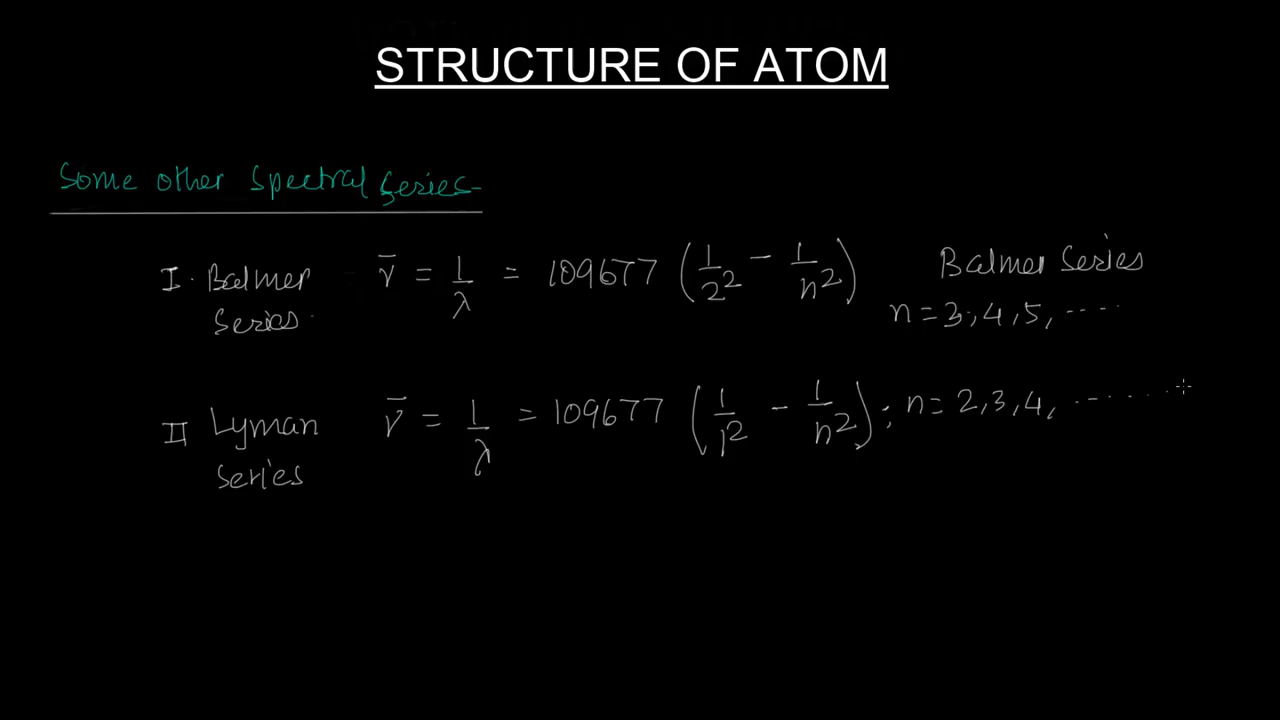 STRUCTURE OF ATOM
Some other Spectral Series-
I. Balmer Series. ν̅ = 1/λ = 109677 (1/2² - 1/n²) Balmer Series
n = 3, 4, 5, ....
II Lyman Series ν̅ = 1/λ = 109677 (1/1² - 1/n²) ; n = 2, 3, 4, ........